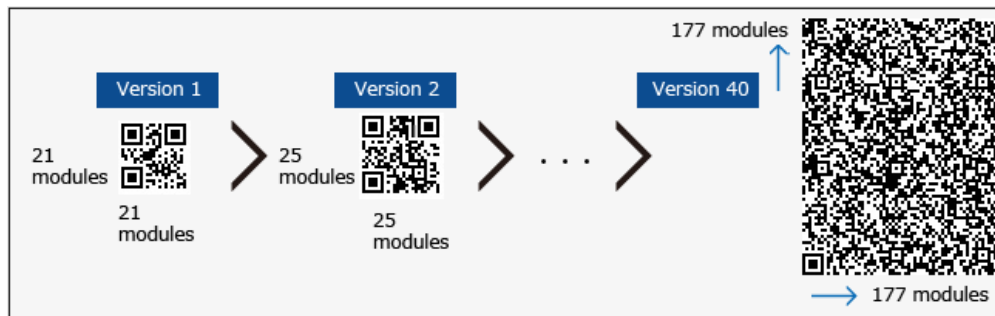 177 modules
Version 1
Version 2
Version 40
21
modules
25
modules
. . .
21
modules
25
modules
177 modules